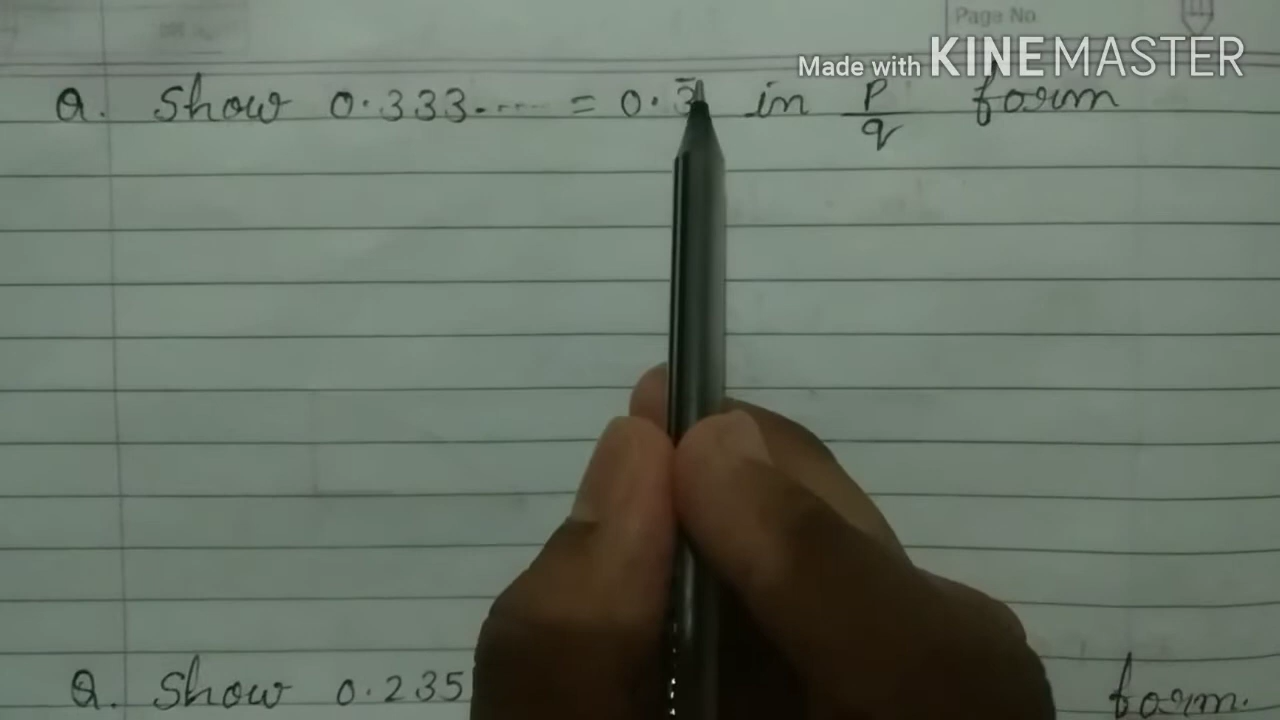 Page No
Made with KINEMASTER
Q. Show 0.333..... = 0.3̅ in p/q form
Q. Show 0.235 form.